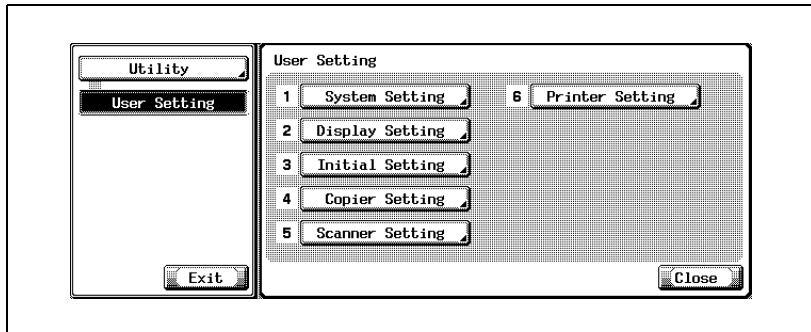 Utility
User Setting
Exit
User Setting
1 System Setting
2 Display Setting
3 Initial Setting
4 Copier Setting
5 Scanner Setting
6 Printer Setting
Close